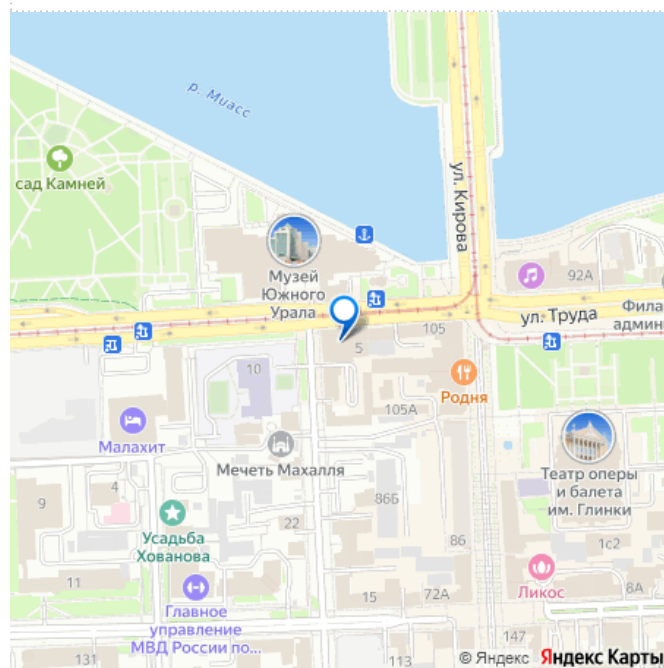 р. Миасс
сад Камней
ул. Кирова
Музей
Южного
Урала
92А
ул. Труда
Фила
админ
105
5
10
Родня
Малахит
105А
Мечеть Махалля
Театр оперы
и балета
им. Глинки
9
4
86Б
22
Усадьба
Хованова
86
1с2
11
Ликос
8А
15
72А
Главное
управление
МВД России по...
147
13
© Яндекс Яндекс Карты